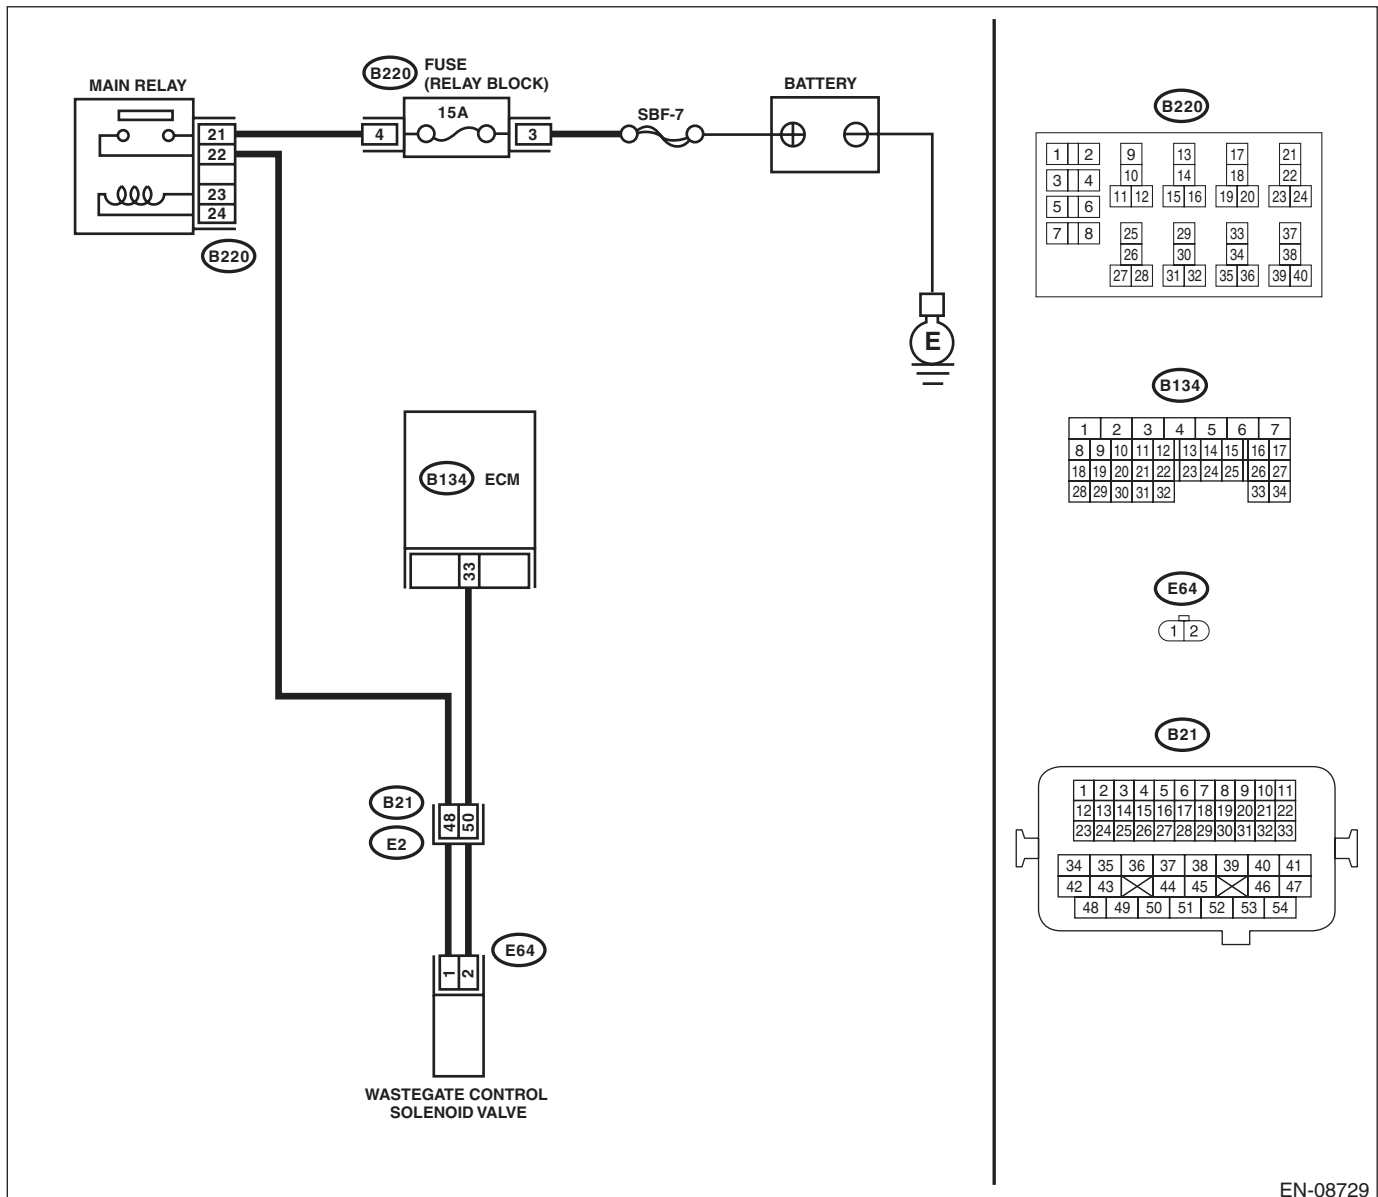 B220 FUSE
(RELAY BLOCK)
MAIN RELAY
15A
SBF-7
BATTERY
21
22
23
24
4
3
B220
E
B134 ECM
33
B21
E2
48 50
E64
1 2
WASTEGATE CONTROL
SOLENOID VALVE
B220
1 2 9 13 17 21
10 14 18 22
3 4
11 12 15 16 19 20 23 24
5 6
7 8 25 29 33 37
26 30 34 38
27 28 31 32 35 36 39 40
B134
1 2 3 4 5 6 7
8 9 10 11 12 13 14 15 16 17
18 19 20 21 22 23 24 25 26 27
28 29 30 31 32 33 34
E64
1 2
B21
1 2 3 4 5 6 7 8 9 10 11
12 13 14 15 16 17 18 19 20 21 22
23 24 25 26 27 28 29 30 31 32 33
34 35 36 37 38 39 40 41
42 43 44 45 46 47
48 49 50 51 52 53 54
EN-08729